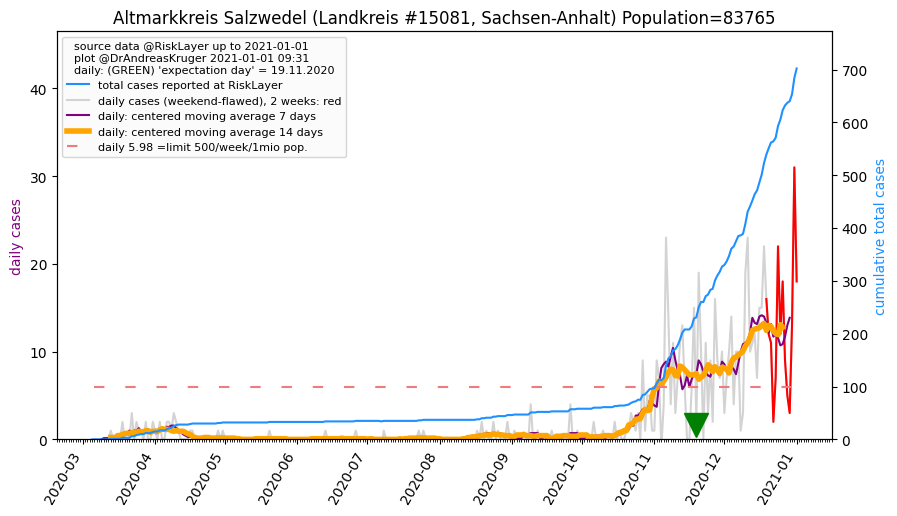 Altmarkkreis Salzwedel (Landkreis #15081, Sachsen-Anhalt) Population=83765
source data @RiskLayer up to 2021-01-01
plot @DrAndreasKruger 2021-01-01 09:31
daily: (GREEN) 'expectation day' = 19.11.2020
total cases reported at RiskLayer
daily cases (weekend-flawed), 2 weeks: red
daily: centered moving average 7 days
daily: centered moving average 14 days
daily 5.98 =limit 500/week/1mio pop.
daily cases
40
30
20
10
0
cumulative total cases
700
600
500
400
300
200
100
0
2020-03
2020-04
2020-05
2020-06
2020-07
2020-08
2020-09
2020-10
2020-11
2020-12
2021-01